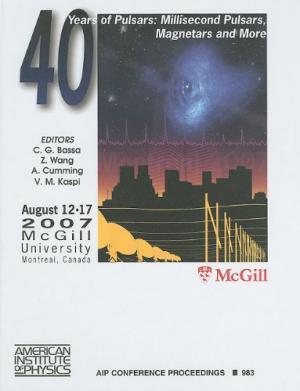 40
Years of Pulsars: Millisecond Pulsars,
Magnetars and More
EDITORS
C. G. Bassa
Z. Wang
A. Cumming
V. M. Kaspi
August 12-17
2007
McGill
University
Montreal, Canada
McGill
AMERICAN
INSTITUTE
OF PHYSICS
AIP CONFERENCE PROCEEDINGS ■ 983